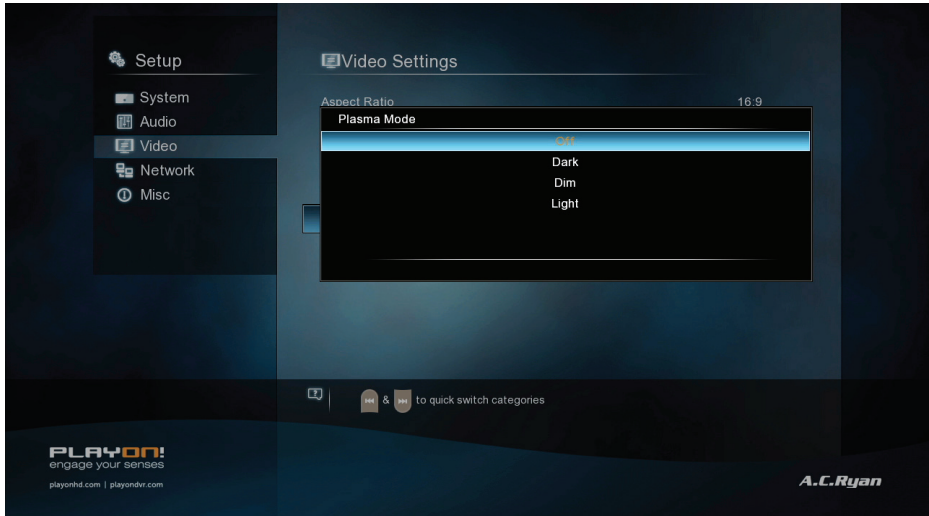 Setup
System
Audio
Video
Network
Misc
Video Settings
Aspect Ratio 16:9
Plasma Mode
Off
Dark
Dim
Light
& to quick switch categories
PLAYON!
engage your senses
playonhd.com | playondvr.com
A.C.Ryan